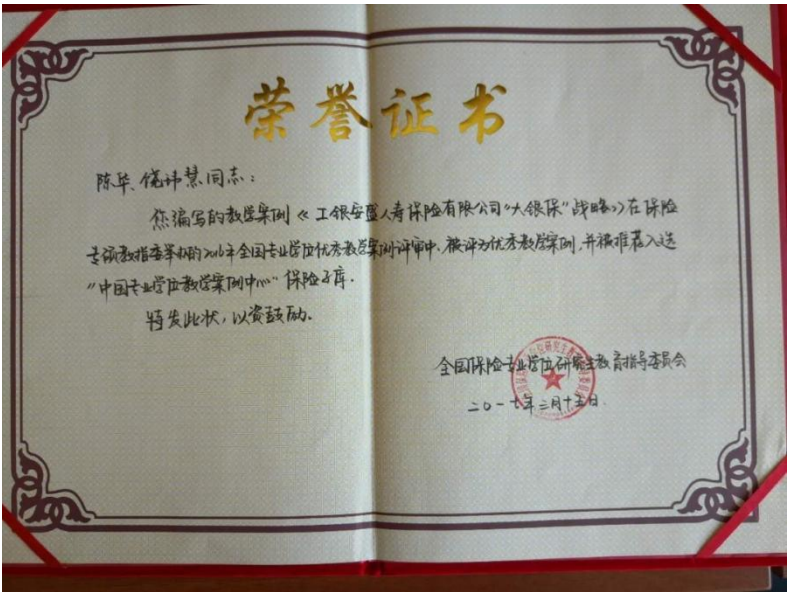 荣誉证书
陈华、饶玮慧同志：
您编写的教学案例《工银安盛人寿保险有限公司“大银保”战略》在保险
专硕教指委举办的2016年全国专业学位优秀教学案例评审中，被评为优秀教学案例，并被推荐入选
“中国专业学位教学案例中心”保险子库．
特发此状，以资鼓励．
全国保险专业学位研究生教育指导委员会
二〇一七年二月十五日